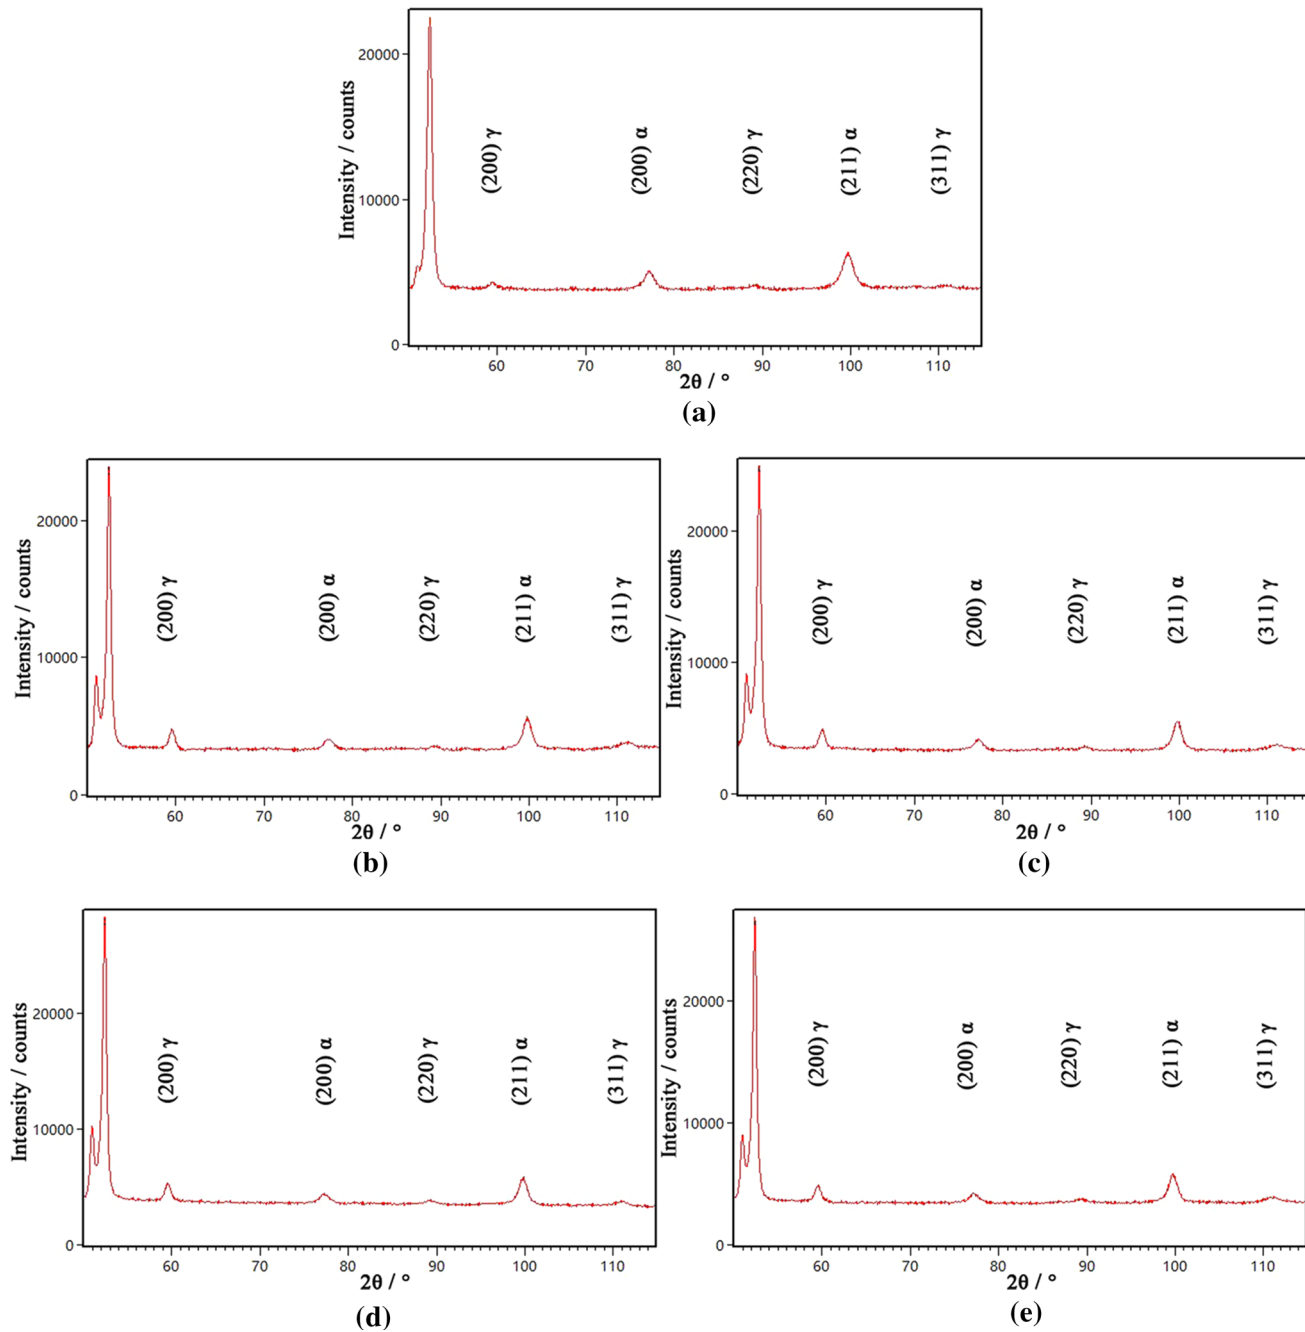 20000
10000
0
Intensity / counts
(200) γ
(200) α
(220) γ
(211) α
(311) γ
60
70
80
90
100
110
2θ / °
(a)
20000
10000
0
Intensity / counts
(200) γ
(200) α
(220) γ
(211) α
(311) γ
60
70
80
90
100
110
2θ / °
(b)
20000
10000
0
Intensity / counts
(200) γ
(200) α
(220) γ
(211) α
(311) γ
60
70
80
90
100
110
2θ / °
(c)
20000
10000
0
Intensity / counts
(200) γ
(200) α
(220) γ
(211) α
(311) γ
60
70
80
90
100
110
2θ / °
(d)
20000
10000
0
Intensity / counts
(200) γ
(200) α
(220) γ
(211) α
(311) γ
60
70
80
90
100
110
2θ / °
(e)